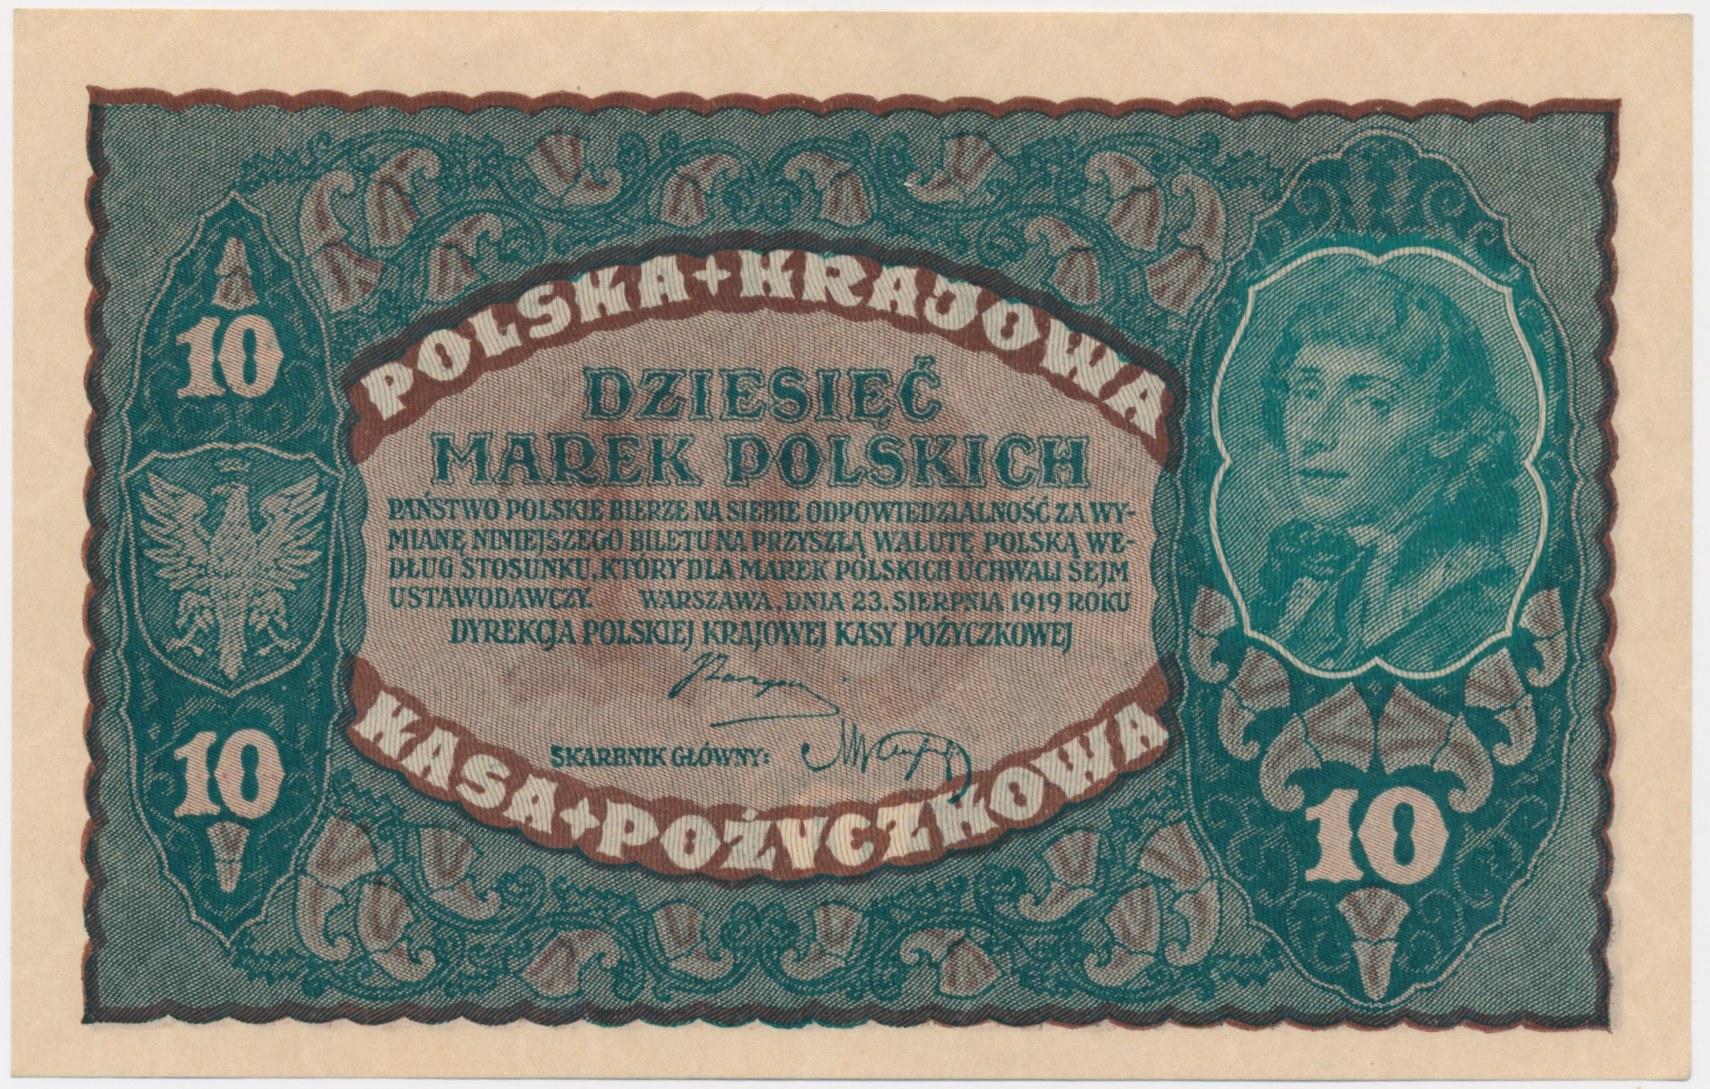 POLSKA+KRAJOWA
10
DZIESIĘĆ
MAREK POLSKICH
PAŃSTWO POLSKIE BIERZE NA SIEBIE ODPOWIEDZIALNOŚĆ ZA WY-
MIANĘ NINIEJSZEGO BILETU NA PRZYSZŁĄ WALUTĘ POLSKĄ WE-
DŁUG STOSUNKU, KTÓRY DLA MAREK POLSKICH UCHWALI SEJM
USTAWODAWCZY. WARSZAWA, DNIA 23. SIERPNIA 1919 ROKU
DYREKCJA POLSKIEJ KRAJOWEJ KASY POŻYCZKOWEJ
SKARBNIK GŁÓWNY:
KASA+POŻYCZKOWA
10
10